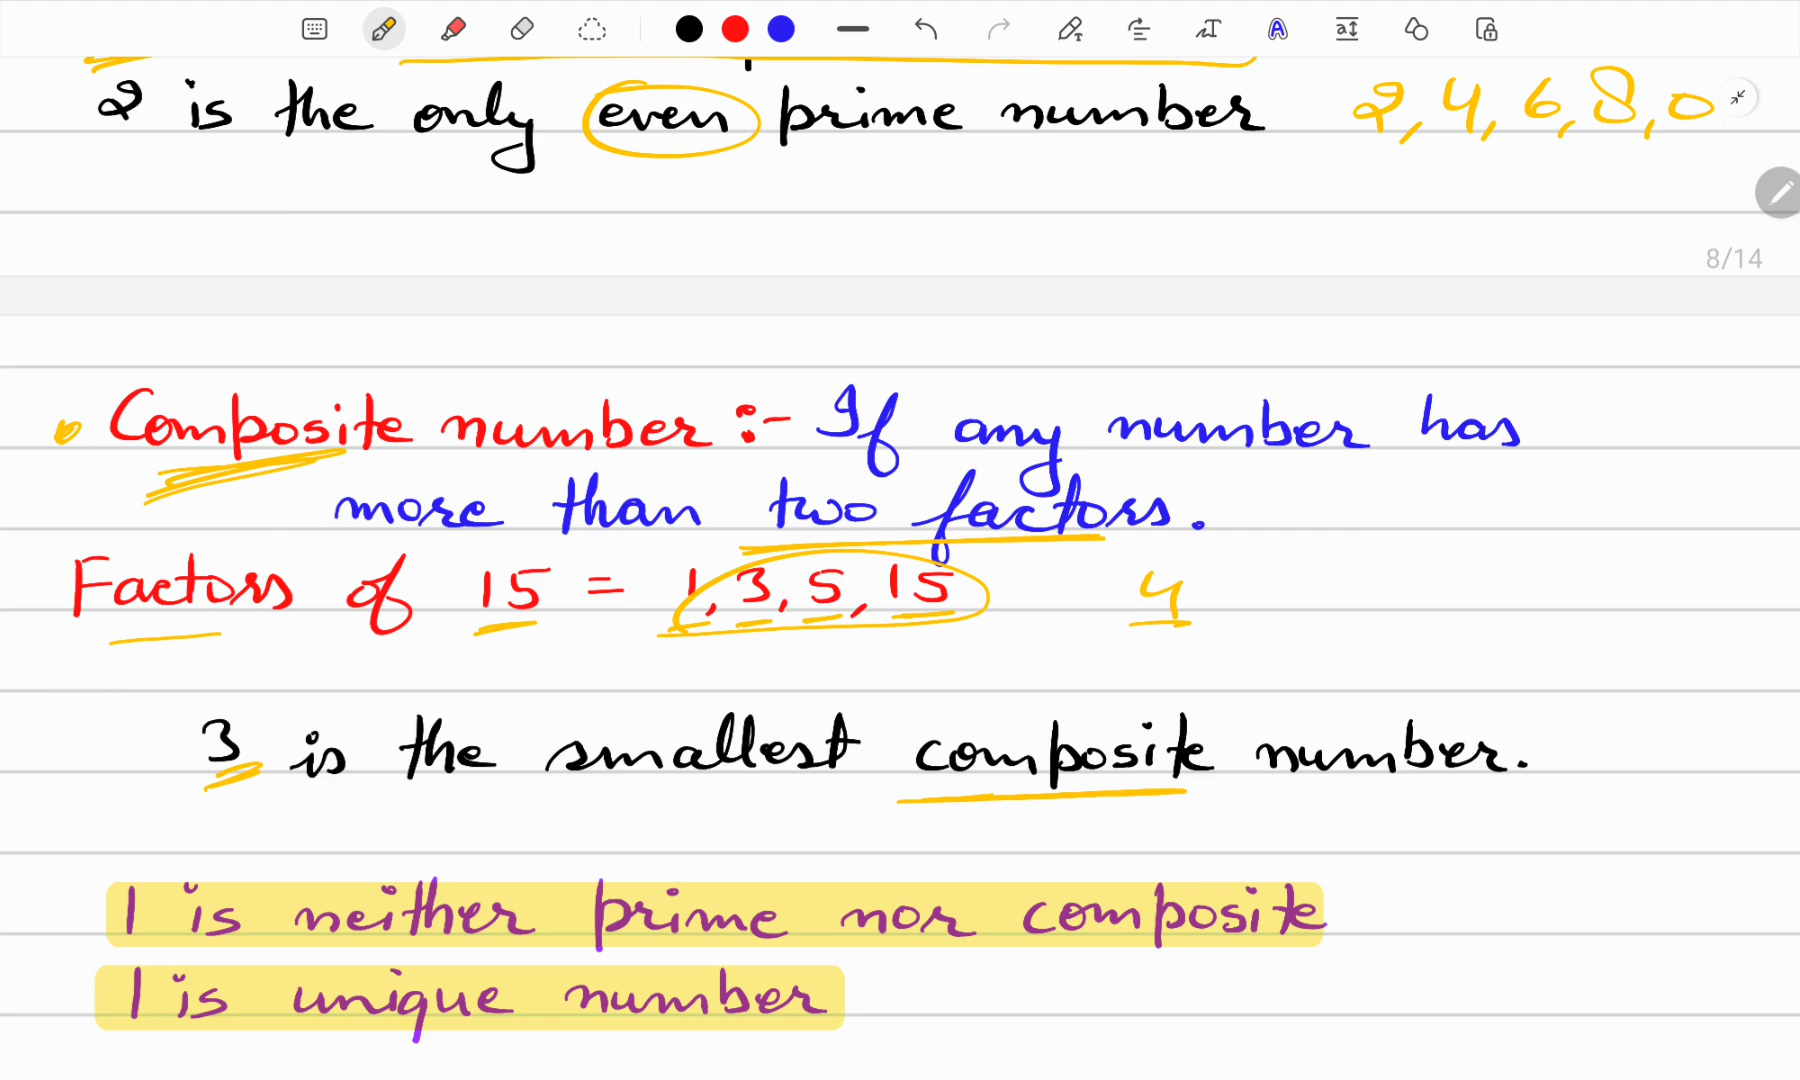 2 is the only even prime number 2, 4, 6, 8, 0
8/14
Composite number :- If any number has
more than two factors.
Factors of 15 = 1, 3, 5, 15 4
3 is the smallest composite number.
1 is neither prime nor composite
1 is unique number